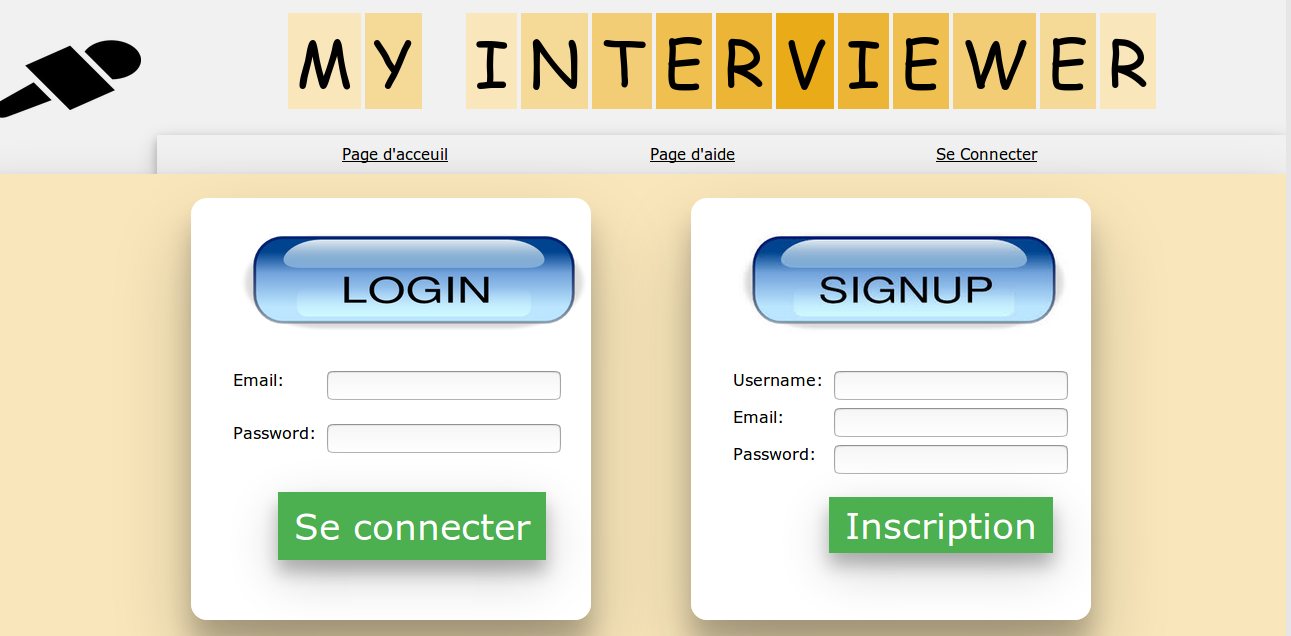 MY INTERVIEWER
Page d'acceuil Page d'aide Se Connecter
LOGIN
Email:
Password:
Se connecter
SIGNUP
Username:
Email:
Password:
Inscription